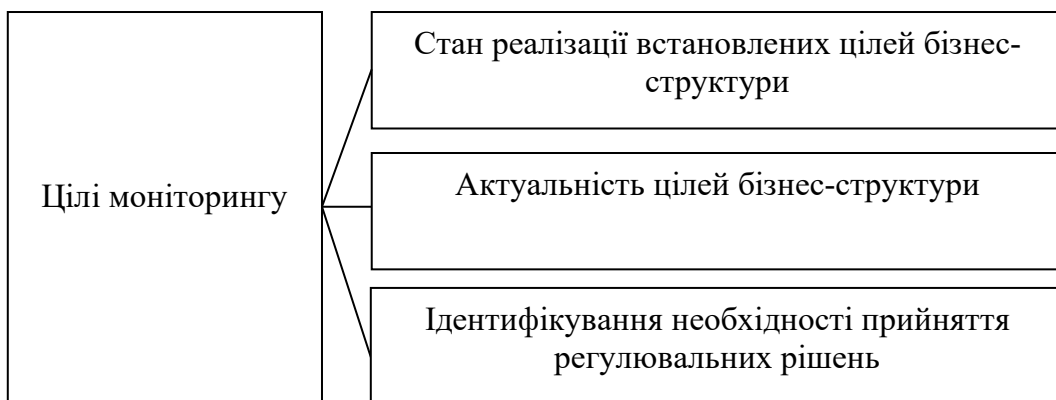 Цілі моніторингу
Стан реалізації встановлених цілей бізнес-
структури
Актуальність цілей бізнес-структури
Ідентифікування необхідності прийняття
регулювальних рішень